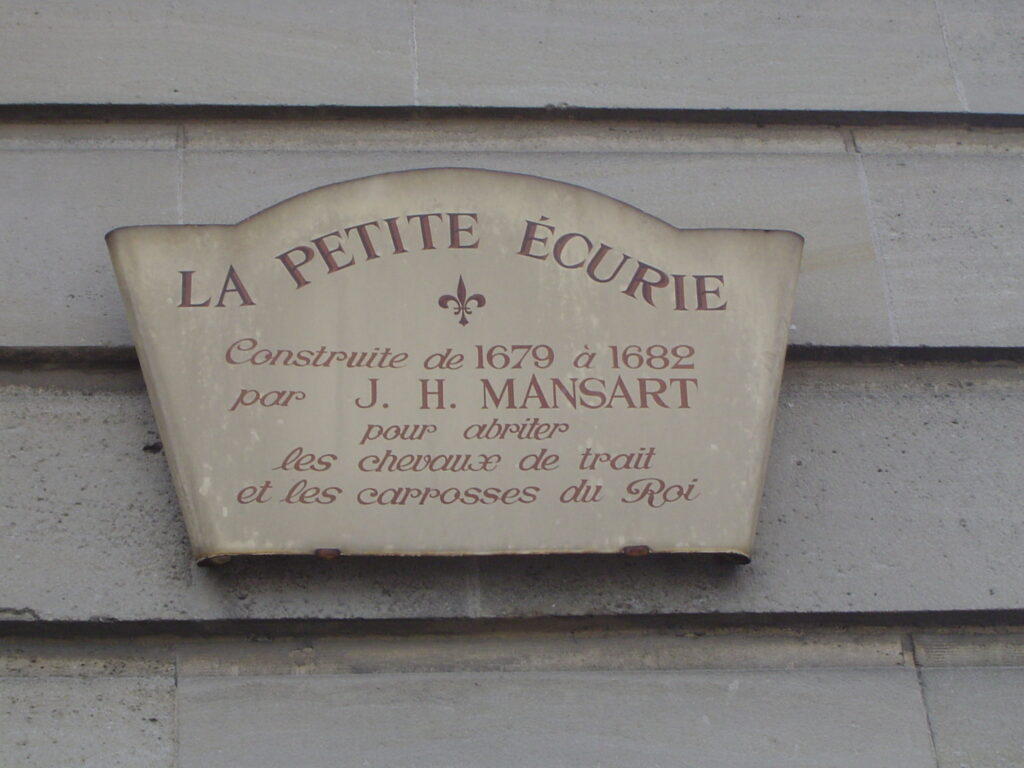 LA PETITE ÉCURIE
Construite de 1679 à 1682
par J. H. MANSART
pour abriter
les chevaux de trait
et les carrosses du Roi